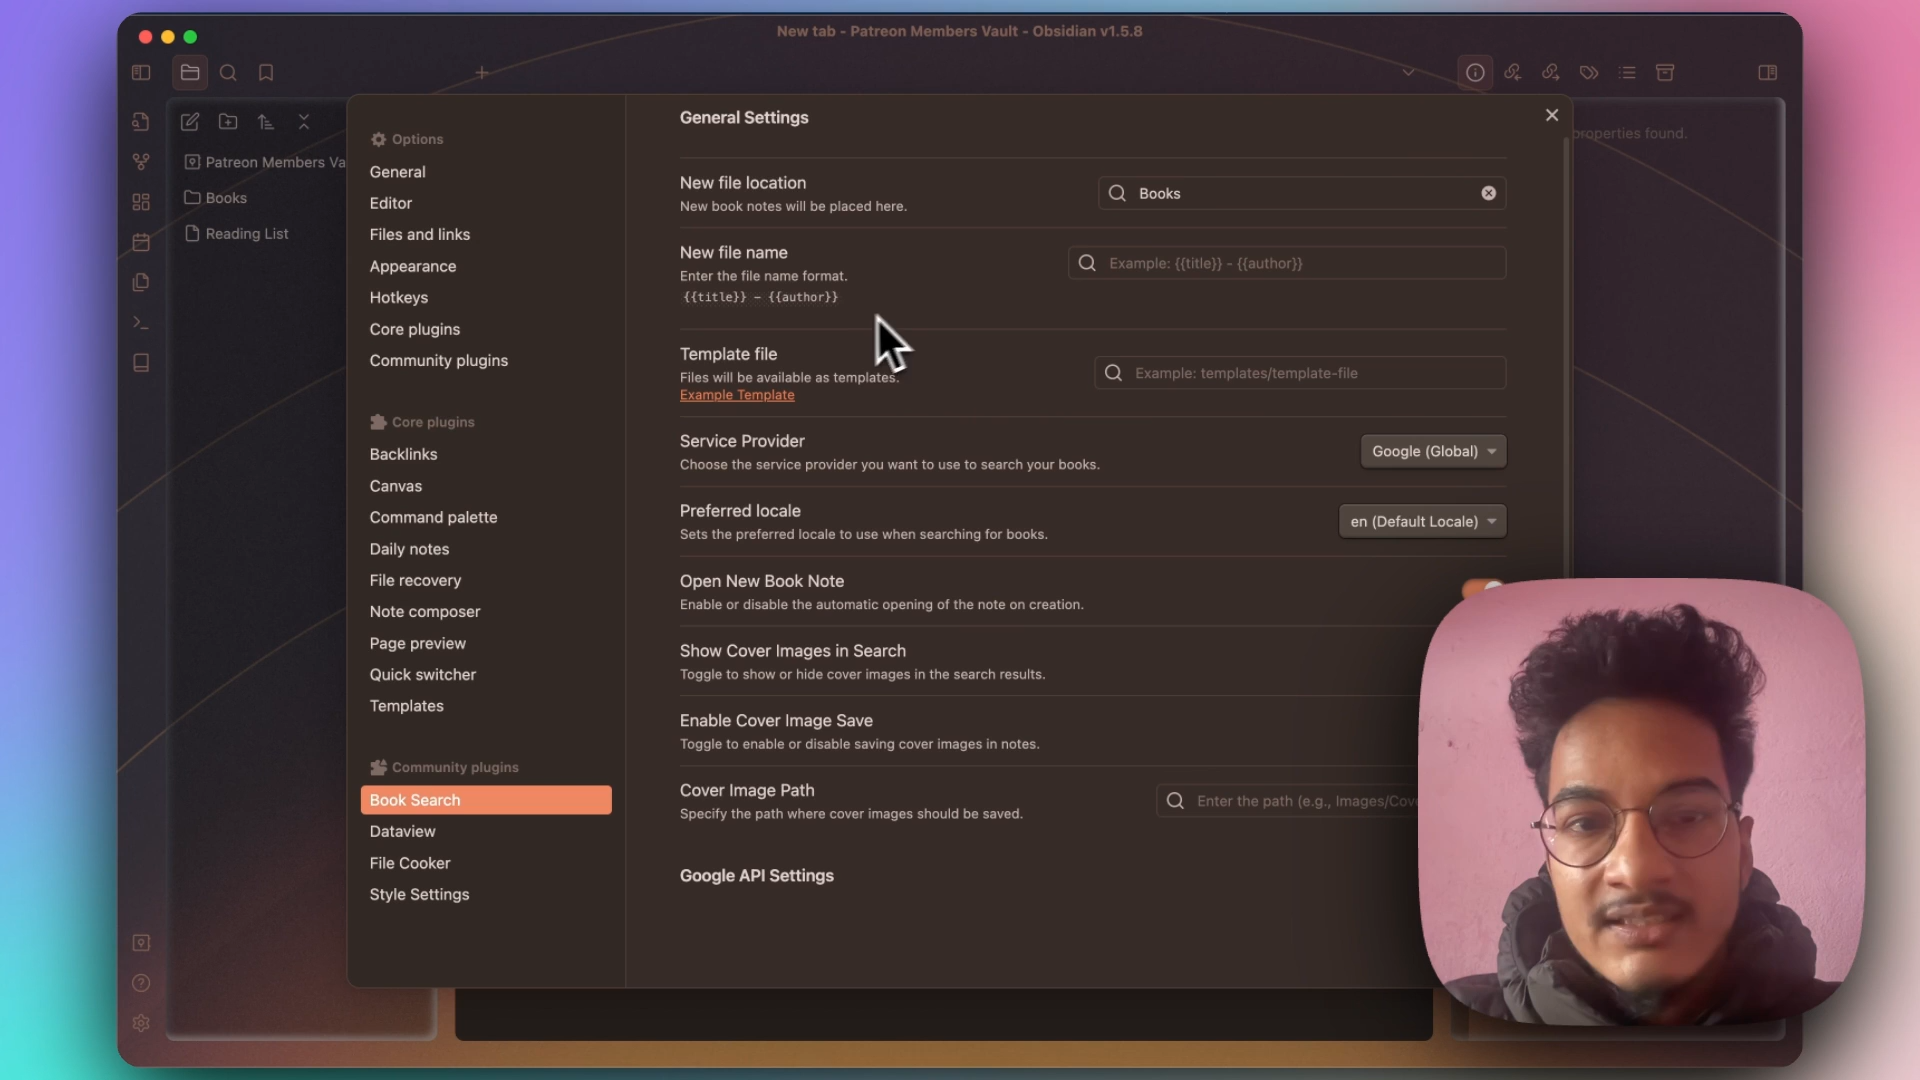 New tab - Patreon Members Vault - Obsidian v1.5.8
Patreon Members Va
Books
Reading List
Options
General
Editor
Files and links
Appearance
Hotkeys
Core plugins
Community plugins
Core plugins
Backlinks
Canvas
Command palette
Daily notes
File recovery
Note composer
Page preview
Quick switcher
Templates
Community plugins
Book Search
Dataview
File Cooker
Style Settings
General Settings
New file location
New book notes will be placed here.
Books
New file name
Enter the file name format.
{{title}} - {{author}}
Example: {{title}} - {{author}}
Template file
Files will be available as templates.
Example Template
Example: templates/template-file
Service Provider
Choose the service provider you want to use to search your books.
Google (Global)
Preferred locale
Sets the preferred locale to use when searching for books.
en (Default Locale)
Open New Book Note
Enable or disable the automatic opening of the note on creation.
Show Cover Images in Search
Toggle to show or hide cover images in the search results.
Enable Cover Image Save
Toggle to enable or disable saving cover images in notes.
Cover Image Path
Specify the path where cover images should be saved.
Enter the path (e.g., Images/Cov
Google API Settings
properties found.